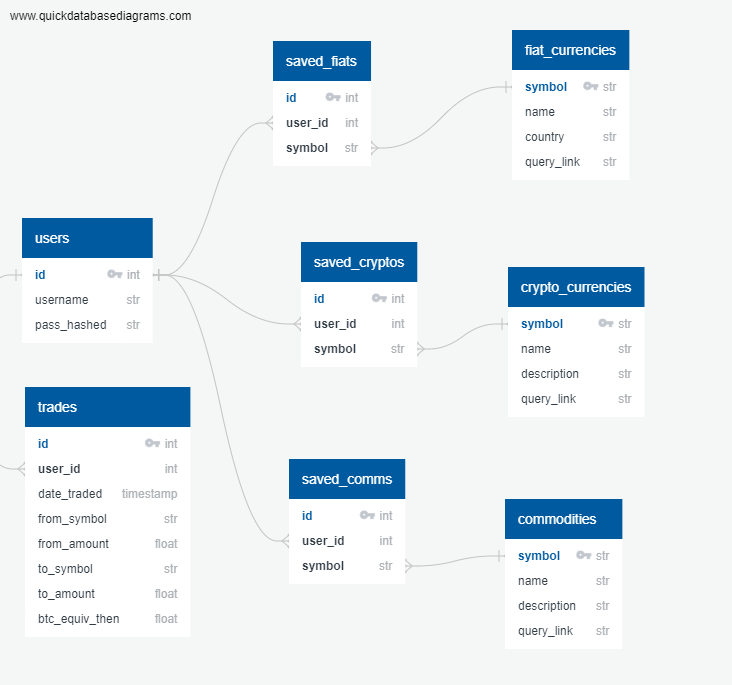 www.quickdatabasediagrams.com
saved_fiats
id int
user_id int
symbol str
fiat_currencies
symbol str
name str
country str
query_link str
users
id int
username str
pass_hashed str
saved_cryptos
id int
user_id int
symbol str
crypto_currencies
symbol str
name str
description str
query_link str
trades
id int
user_id int
date_traded timestamp
from_symbol str
from_amount float
to_symbol str
to_amount float
btc_equiv_then float
saved_comms
id int
user_id int
symbol str
commodities
symbol str
name str
description str
query_link str